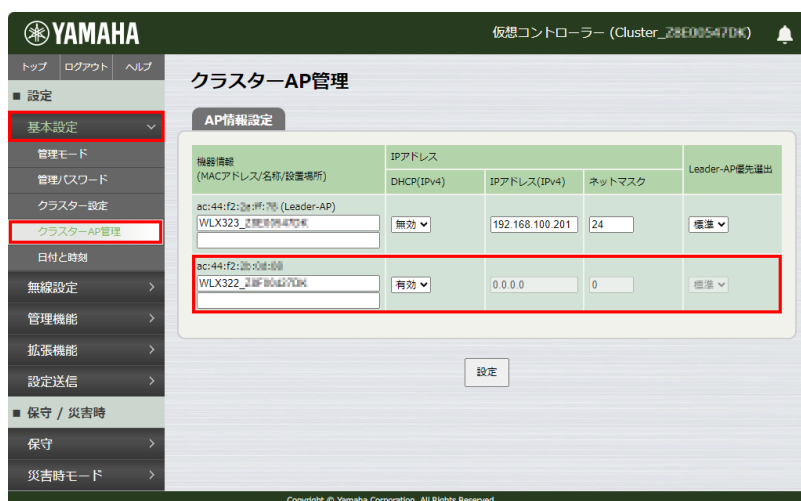 YAMAHA
仮想コントローラー (Cluster_
トップ ログアウト ヘルプ
■ 設定
基本設定
管理モード
管理パスワード
クラスター設定
クラスターAP管理
日付と時刻
無線設定
管理機能
拡張機能
設定送信
■ 保守 / 災害時
保守
災害時モード
クラスターAP管理
AP情報設定
機器情報
(MACアドレス/名称/設置場所)
IPアドレス
DHCP(IPv4) IPアドレス(IPv4) ネットマスク
Leader-AP優先選出
ac:44:f2: (Leader-AP)
WLX323_
無効 192.168.100.201 24 標準
ac:44:f2:
WLX322_
有効 0.0.0.0 0 標準
設定
Copyright © Yamaha Corporation. All Rights Reserved.